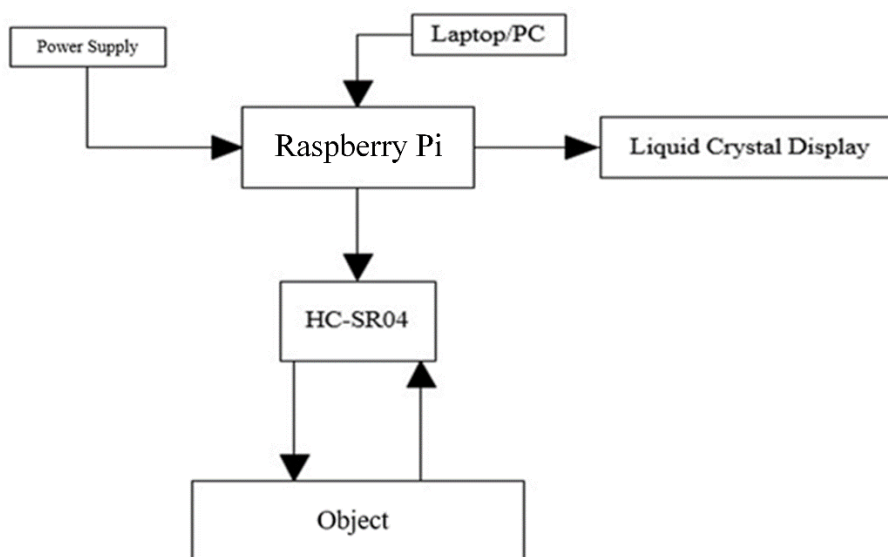 Power Supply
Laptop/PC
Raspberry Pi
Liquid Crystal Display
HC-SR04
Object